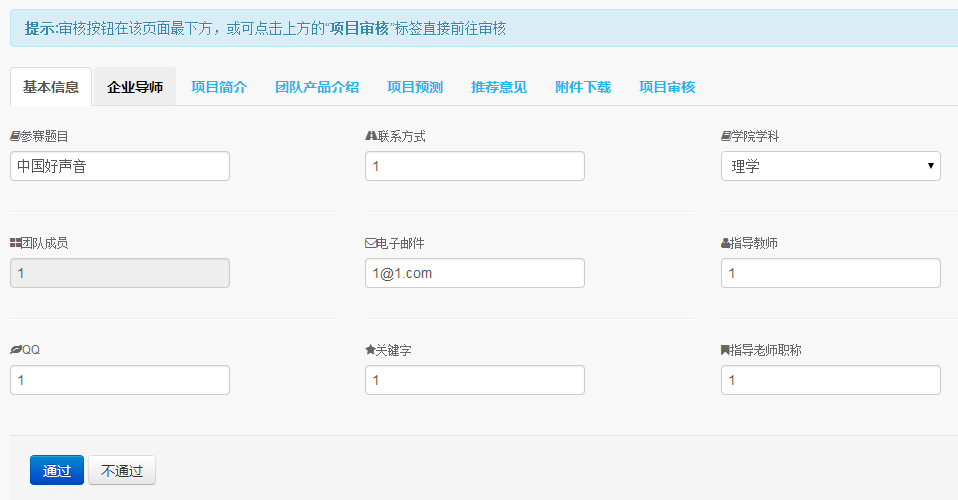 提示:审核按钮在该页面最下方，或可点击上方的“项目审核”标签直接前往审核
基本信息 企业导师 项目简介 团队产品介绍 项目预测 推荐意见 附件下载 项目审核
参赛题目 联系方式 学院学科
中国好声音 1 理学
团队成员 电子邮件 指导教师
1 1@1.com 1
QQ 关键字 指导老师职称
1 1 1
通过 不通过